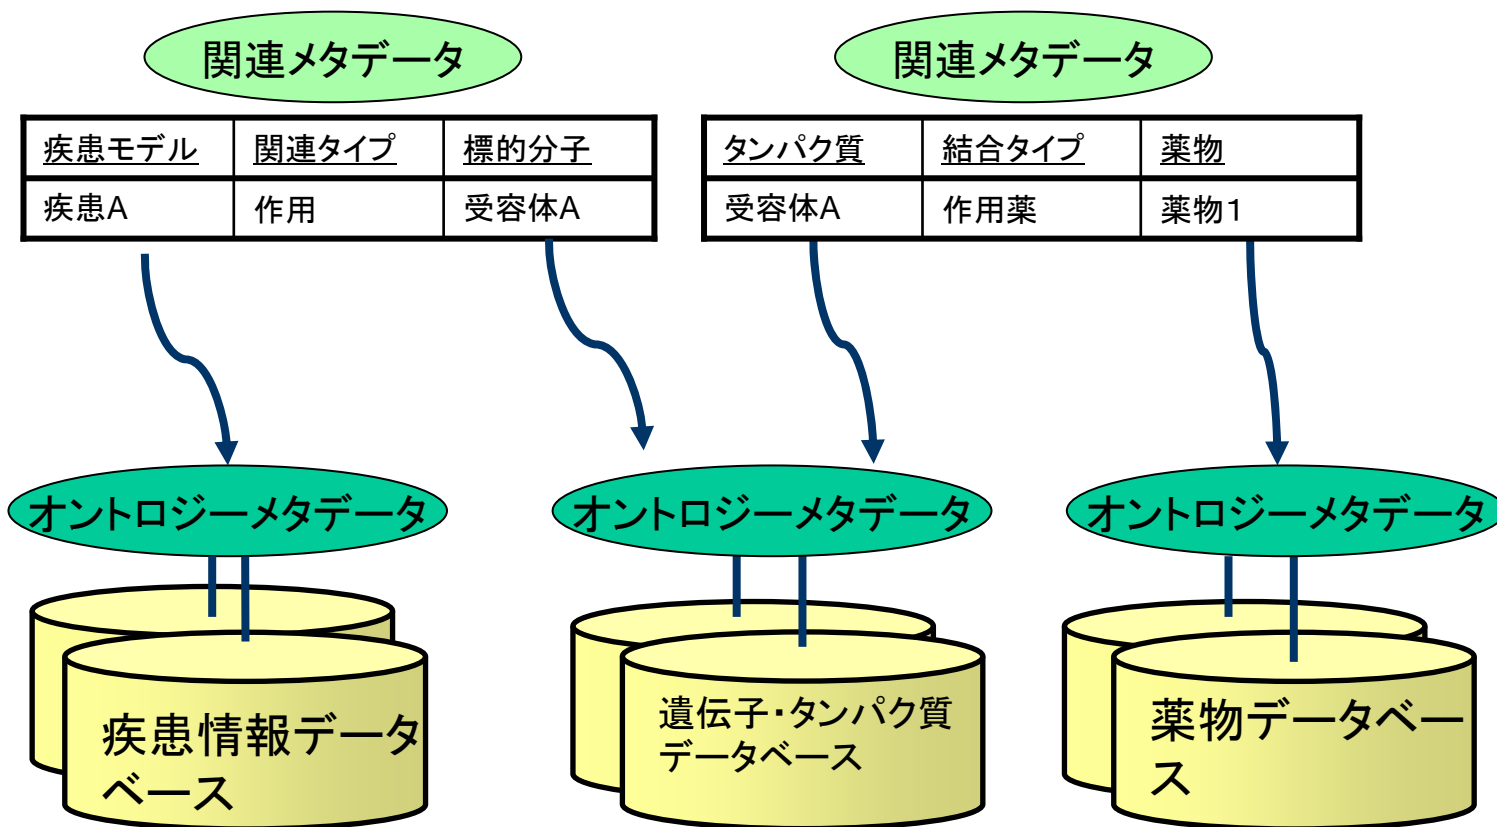 関連メタデータ
関連メタデータ
疾患モデル 関連タイプ 標的分子
疾患A 作用 受容体A
タンパク質 結合タイプ 薬物
受容体A 作用薬 薬物1
オントロジーメタデータ
オントロジーメタデータ
オントロジーメタデータ
疾患情報データ
ベース
遺伝子・タンパク質
データベース
薬物データベー
ス